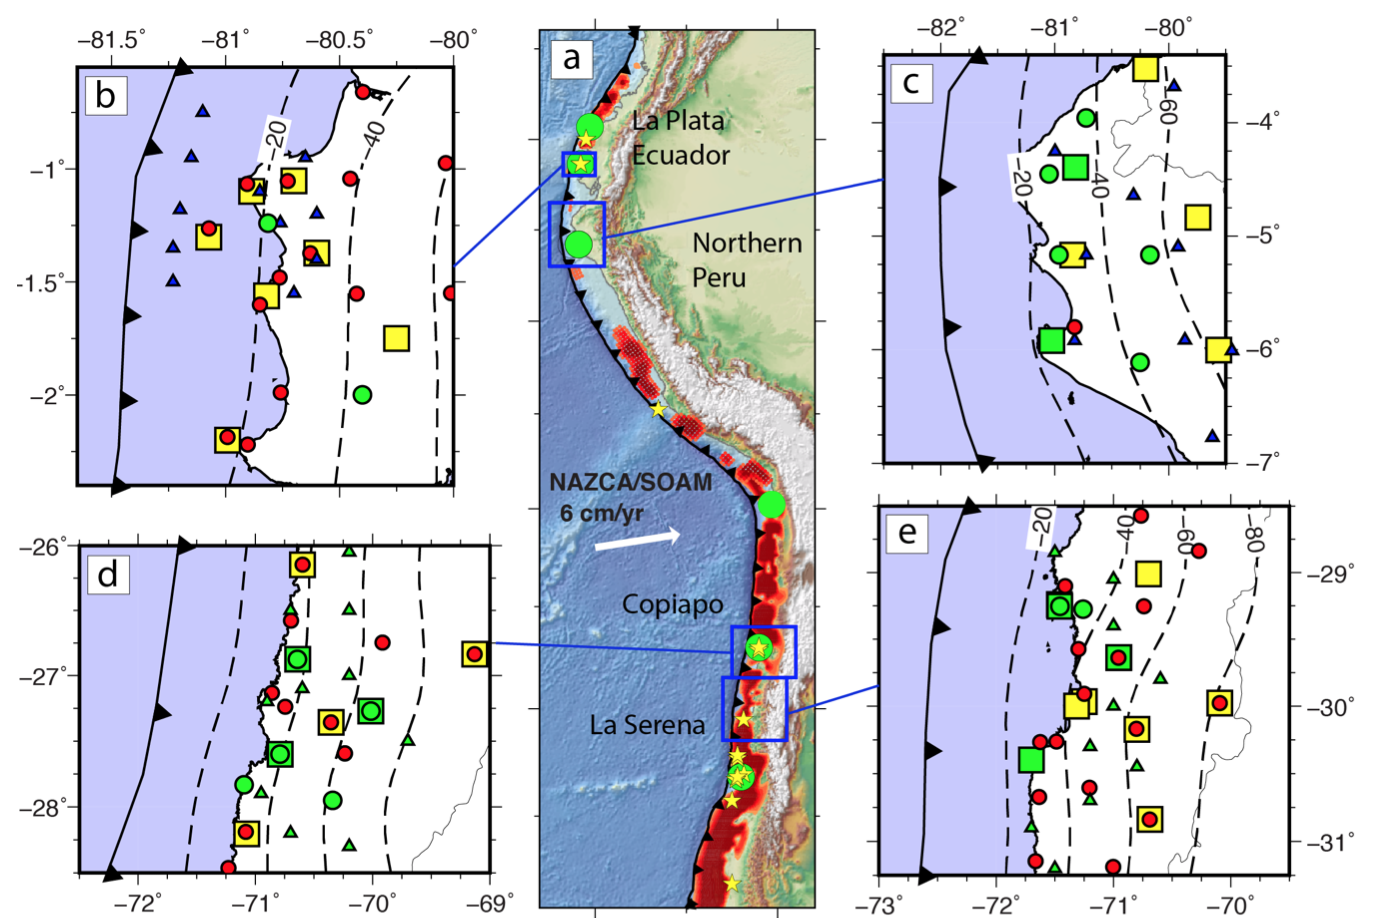 −81.5˚ −81˚ −80.5˚ −80˚
b
−1˚
−1.5˚
−2˚
−20
−40
a
La Plata
Ecuador
Northern
Peru
NAZCA/SOAM
6 cm/yr
Copiapo
La Serena
−82˚ −81˚ −80˚
c
−4˚
−5˚
−6˚
−7˚
−20
−40
−60
−26˚
d
−27˚
−28˚
−72˚ −71˚ −70˚ −69˚
e
−20
−40
−60
−80
−29˚
−30˚
−31˚
−73˚ −72˚ −71˚ −70˚